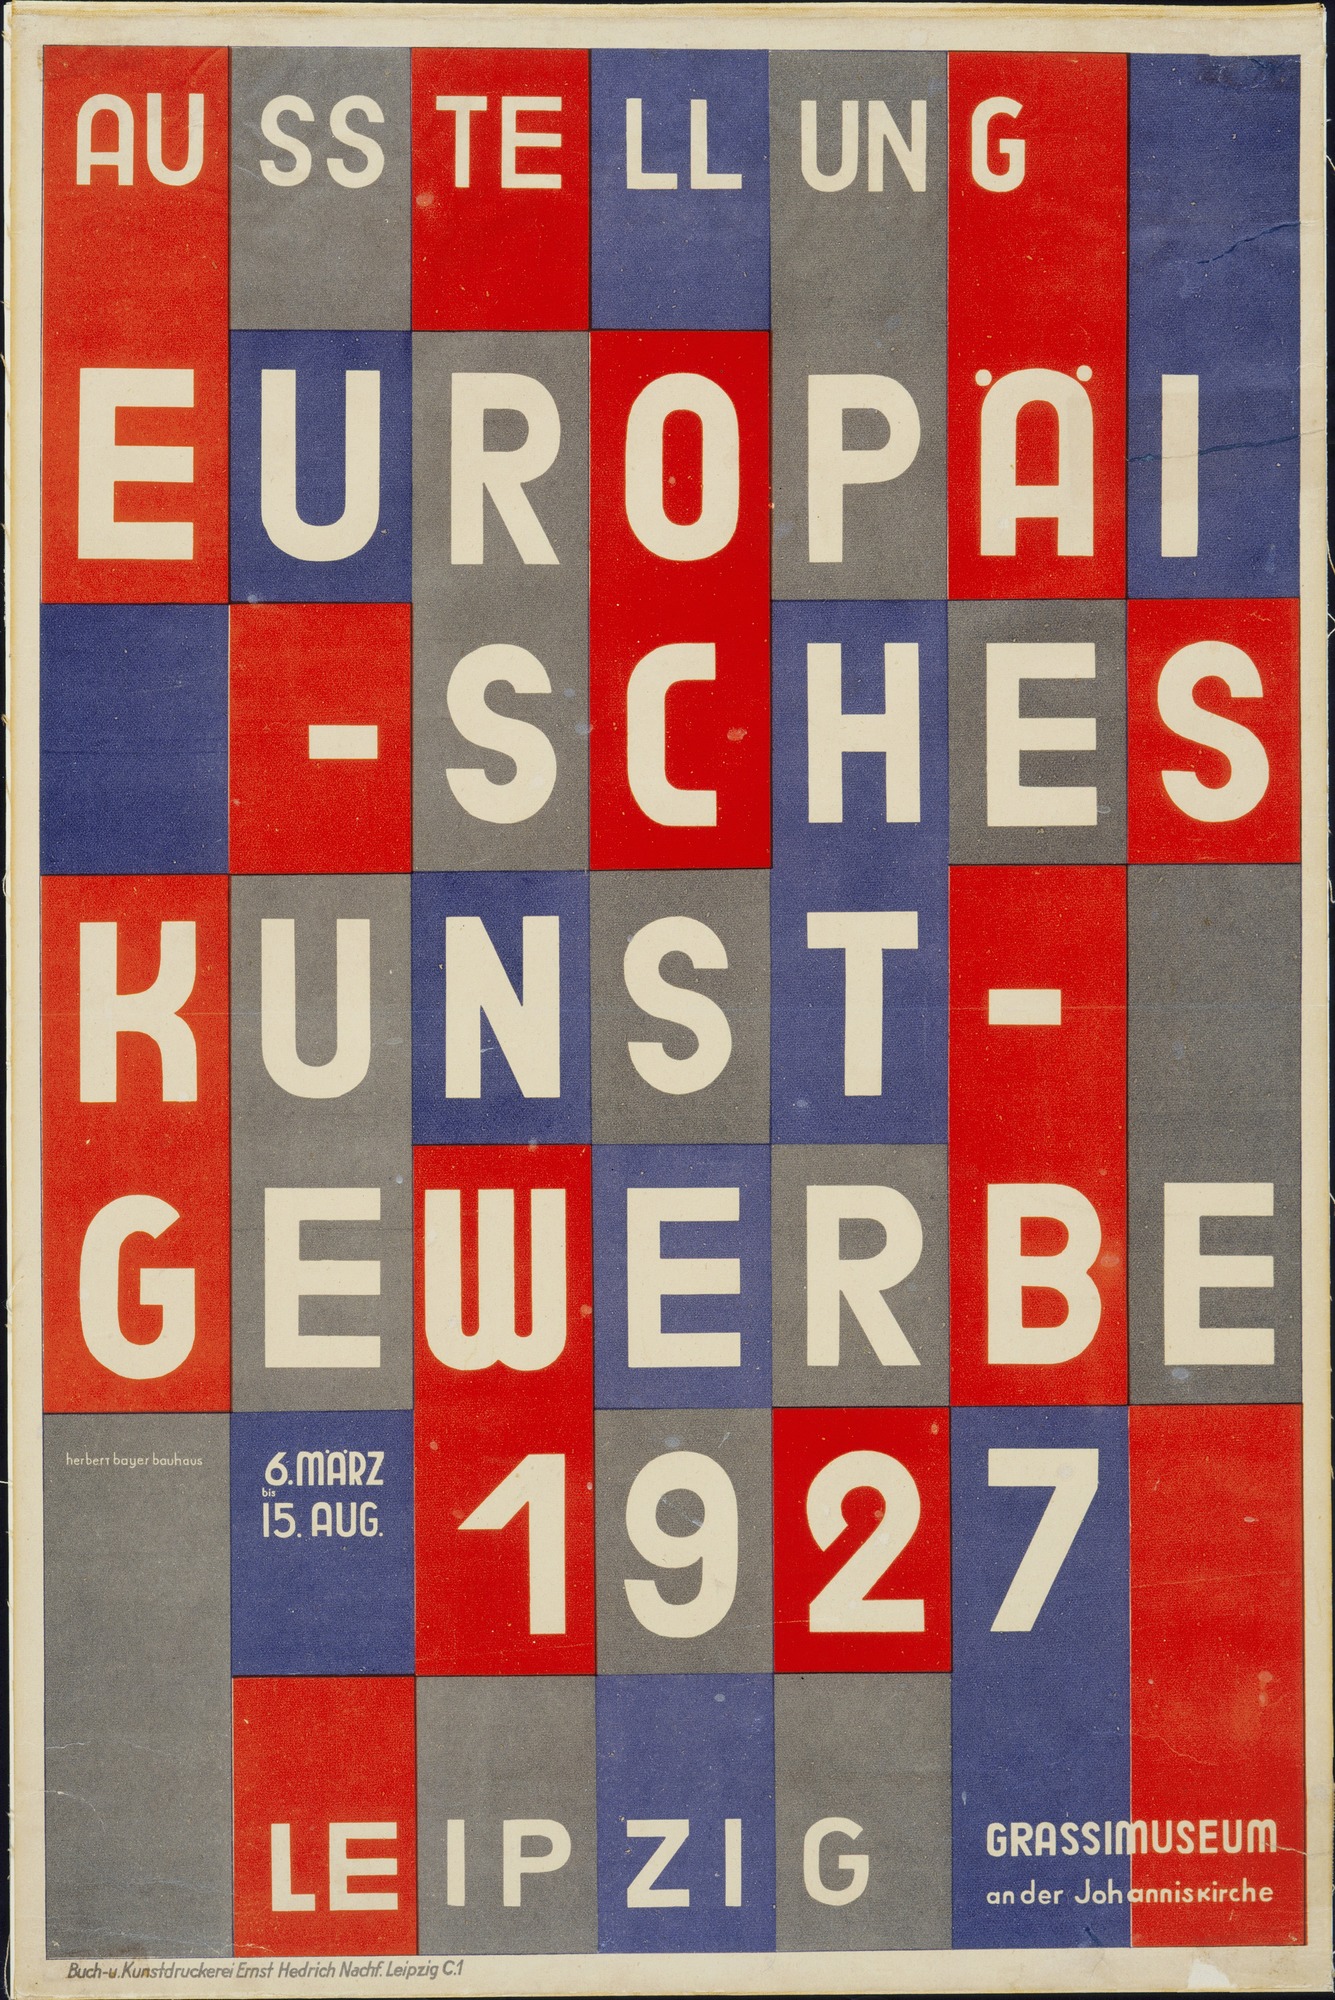 AUSSTELLUNG
EUROPÄI
-SCHES
KUNST-
GEWERBE
herbert bayer bauhaus
6. MÄRZ
bis
15. AUG.
1927
LEIPZIG
GRASSIMUSEUM
an der Johanniskirche
Buch-u. Kunstdruckerei Ernst Hedrich Nachf. Leipzig C.1